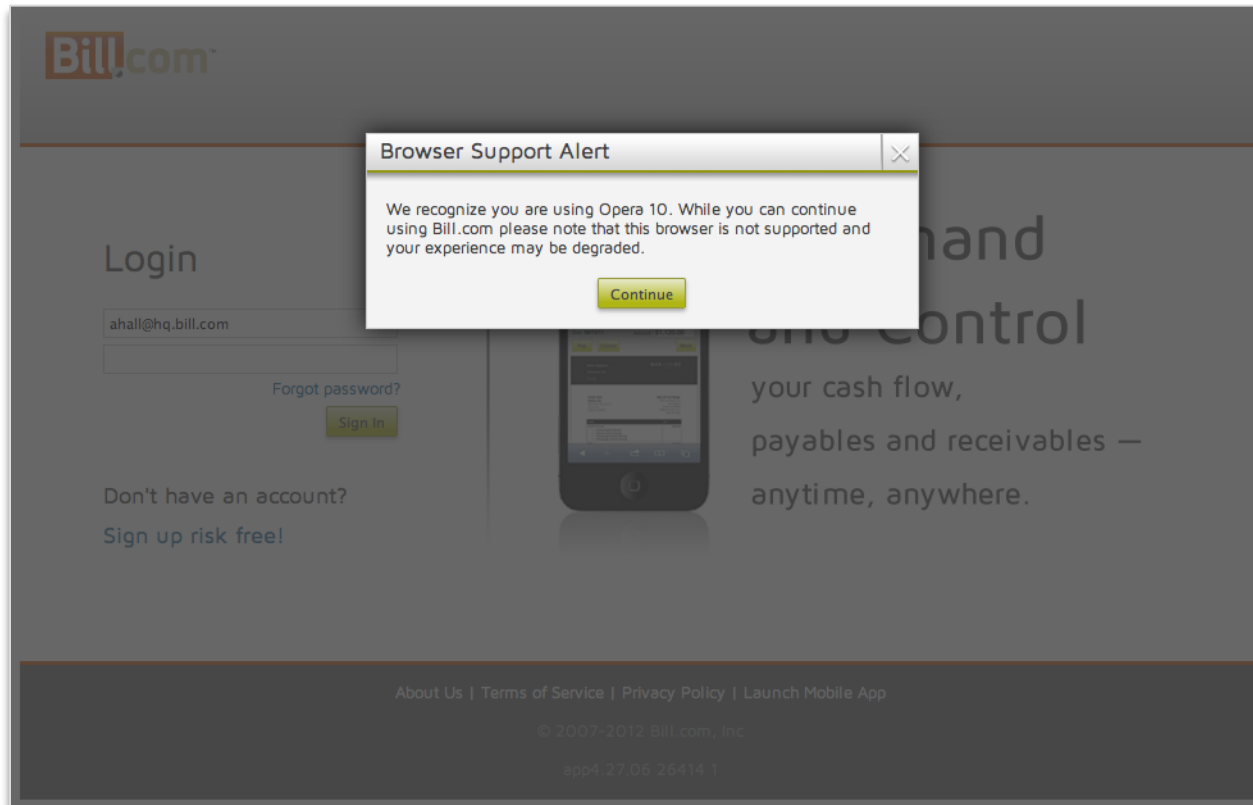 Bill.com
Browser Support Alert
We recognize you are using Opera 10. While you can continue
using Bill.com please note that this browser is not supported and
your experience may be degraded.
Continue
Login
ahall@hq.bill.com
Forgot password?
Sign In
Don't have an account?
Sign up risk free!
and Control
your cash flow,
payables and receivables —
anytime, anywhere.
About Us | Terms of Service | Privacy Policy | Launch Mobile App
© 2007-2012 Bill.com, Inc
app4.27.06 26414 1